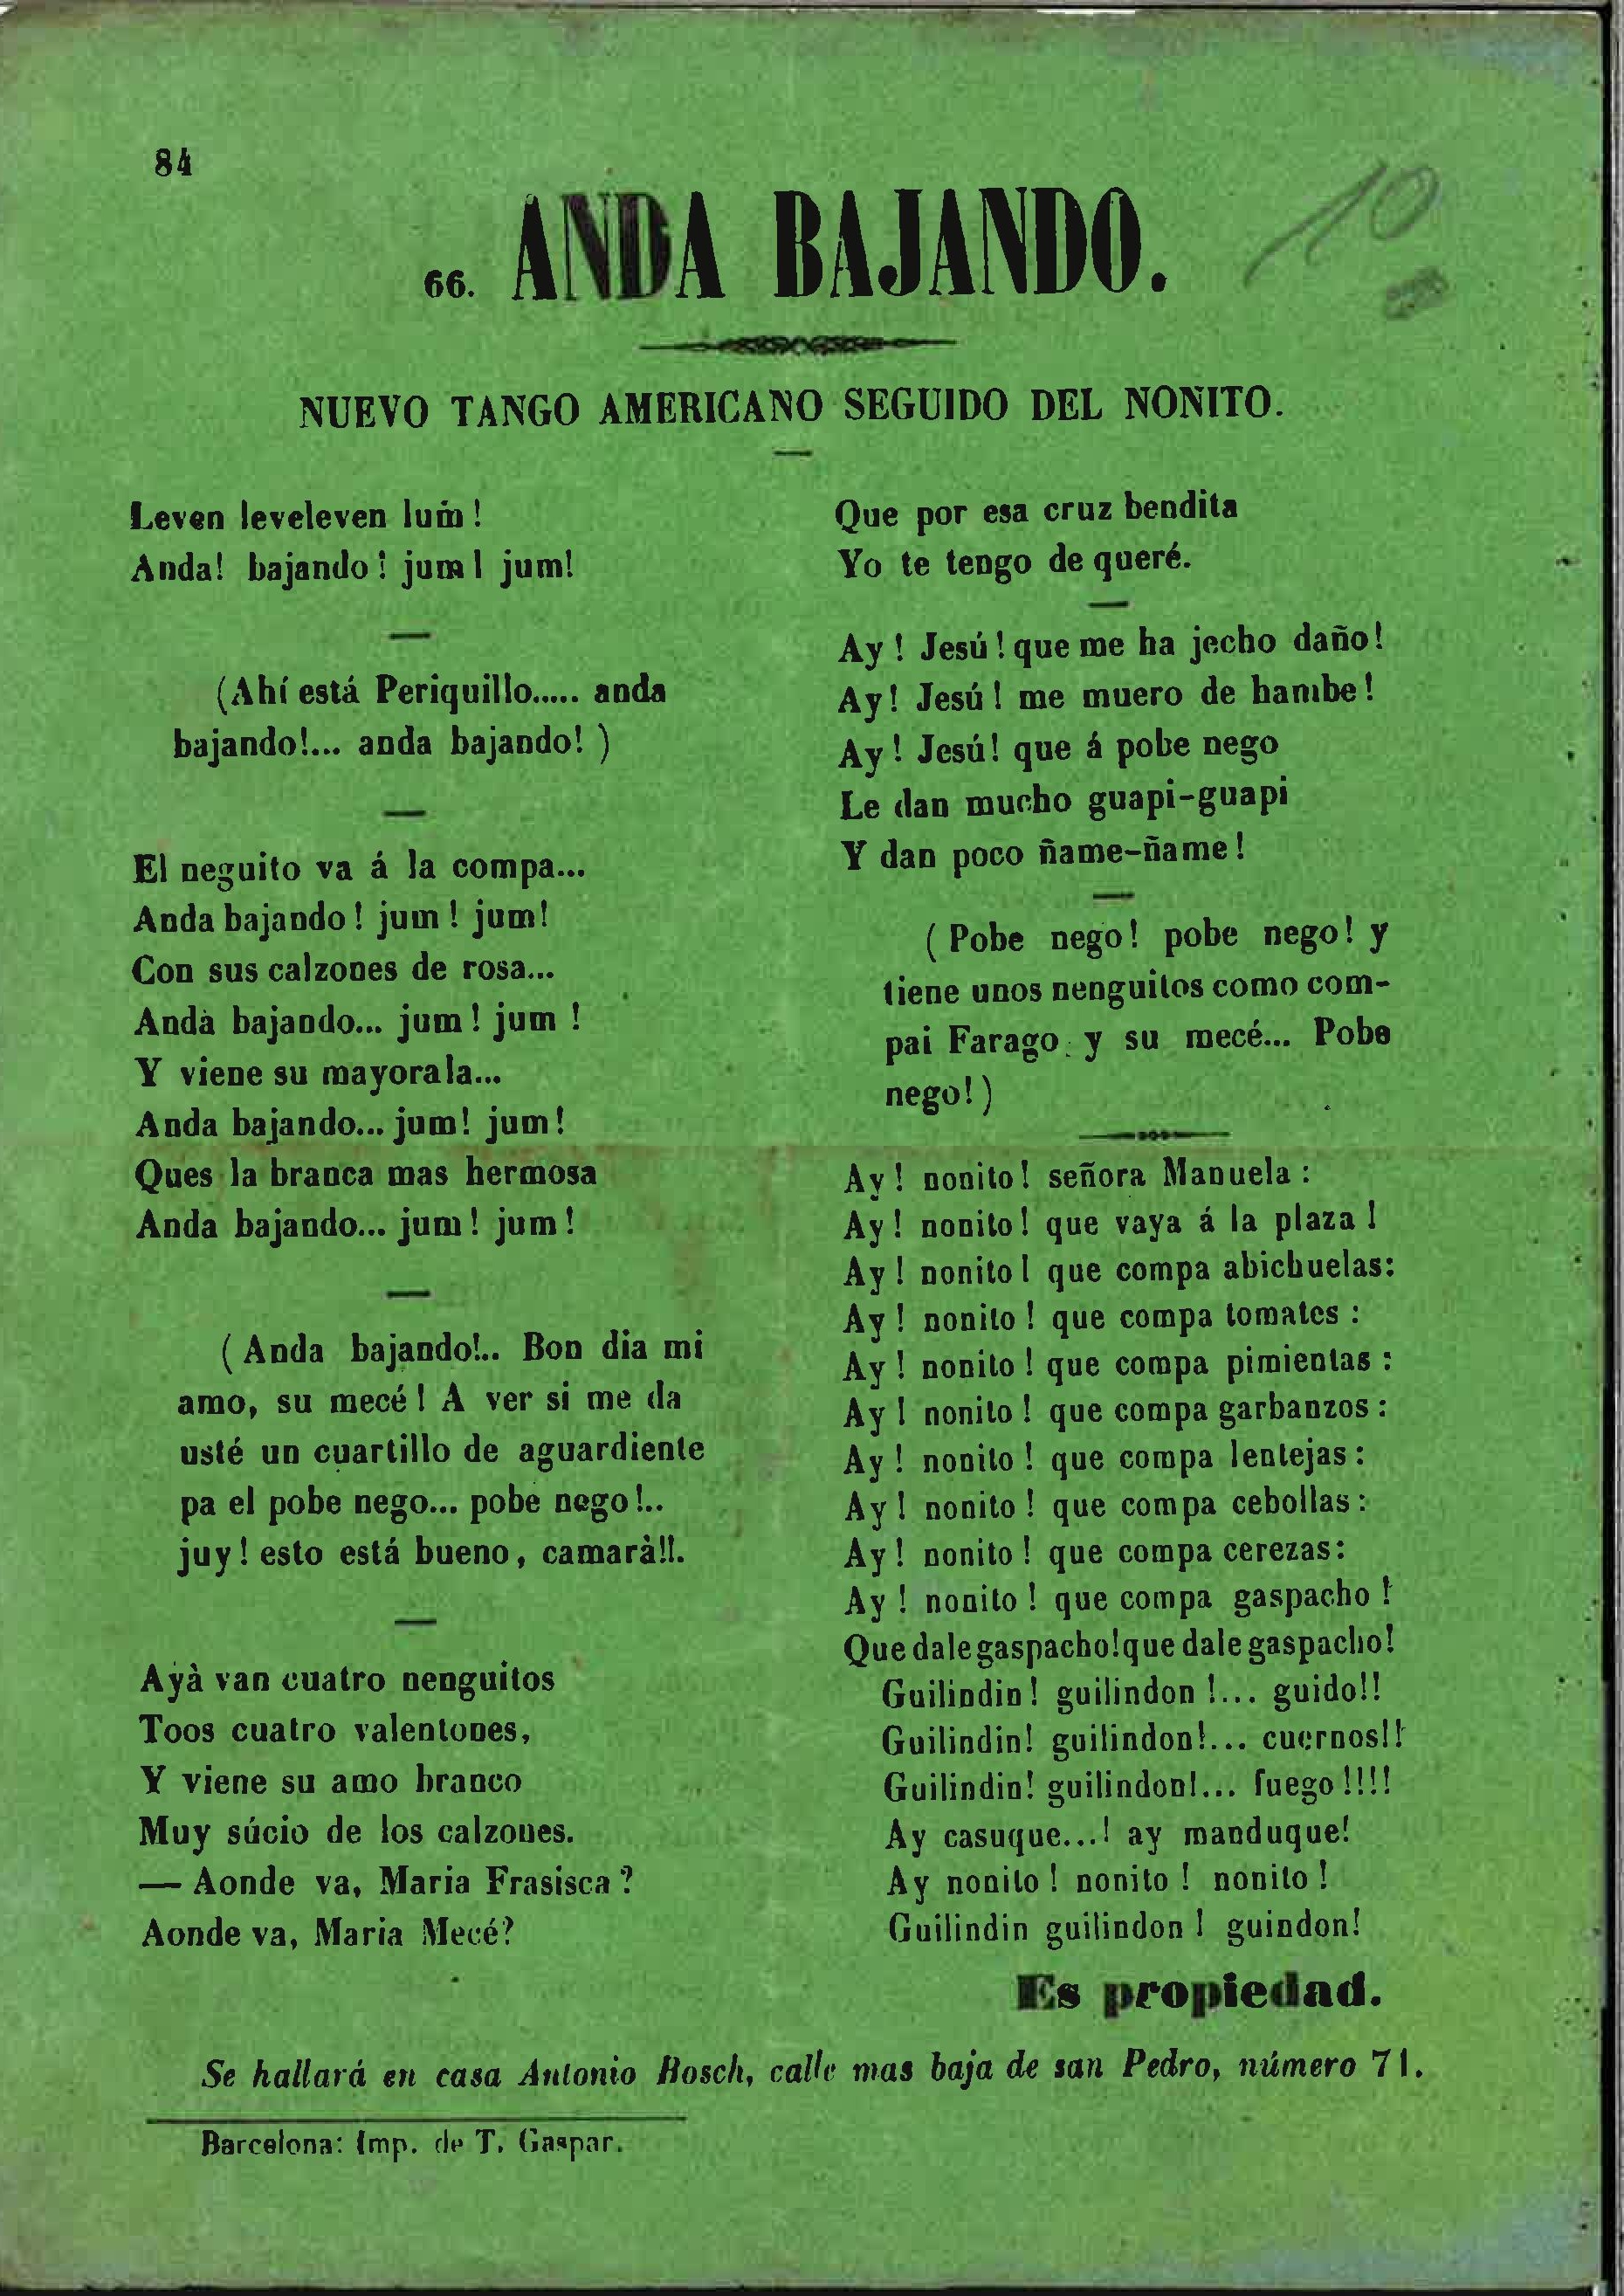 84
10
66. ANDA BAJANDO.
NUEVO TANGO AMERICANO SEGUIDO DEL NONITO.
Leven leveleven lum!
Anda! bajando! jum! jum!
(Ahí está Periquillo..... anda
bajando!... anda bajando!)
El neguito va á la compa...
Anda bajando! jum! jum!
Con sus calzones de rosa...
Andà bajando... jum! jum!
Y viene su mayorala...
Anda bajando... jum! jum!
Ques la branca mas hermosa
Anda bajando... jum! jum!
(Anda bajando!.. Bon dia mi
amo, su mecé! A ver si me da
usté un cuartillo de aguardiente
pa el pobe nego... pobe nego!..
juy! esto está bueno, camarà!!.
Ayà van cuatro nenguitos
Toos cuatro valentones,
Y viene su amo branco
Muy súcio de los calzones.
— Aonde va, Maria Frasisca?
Aonde va, Maria Mecé?
Que por esa cruz bendita
Yo te tengo de queré.
Ay! Jesú! que me ha jecho daño!
Ay! Jesú! me muero de hambe!
Ay! Jesú! que á pobe nego
Le dan mucho guapi-guapi
Y dan poco ñame-ñame!
(Pobe nego! pobe nego! y
tiene unos nenguitos como com-
pai Farago y su mecé... Pobe
nego!)
Ay! nonito! señora Manuela:
Ay! nonito! que vaya á la plaza!
Ay! nonito! que compa abichuelas:
Ay! nonito! que compa tomates:
Ay! nonito! que compa pimientas:
Ay! nonito! que compa garbanzos:
Ay! nonito! que compa lentejas:
Ay! nonito! que compa cebollas:
Ay! nonito! que compa cerezas:
Ay! nonito! que compa gaspacho!
Que dale gaspacho! que dale gaspacho!
Guilindin! guilindon!... guido!!
Guilindin! guilindon!... cuernos!!
Guilindin! guilindon!... fuego!!!!
Ay casuque...! ay manduque!
Ay nonito! nonito! nonito!
Guilindin guilindon! guindon!
Es propiedad.
Se hallará en casa Antonio Bosch, calle mas baja de san Pedro, número 71.
Barcelona: Imp. de T. Gaspar.